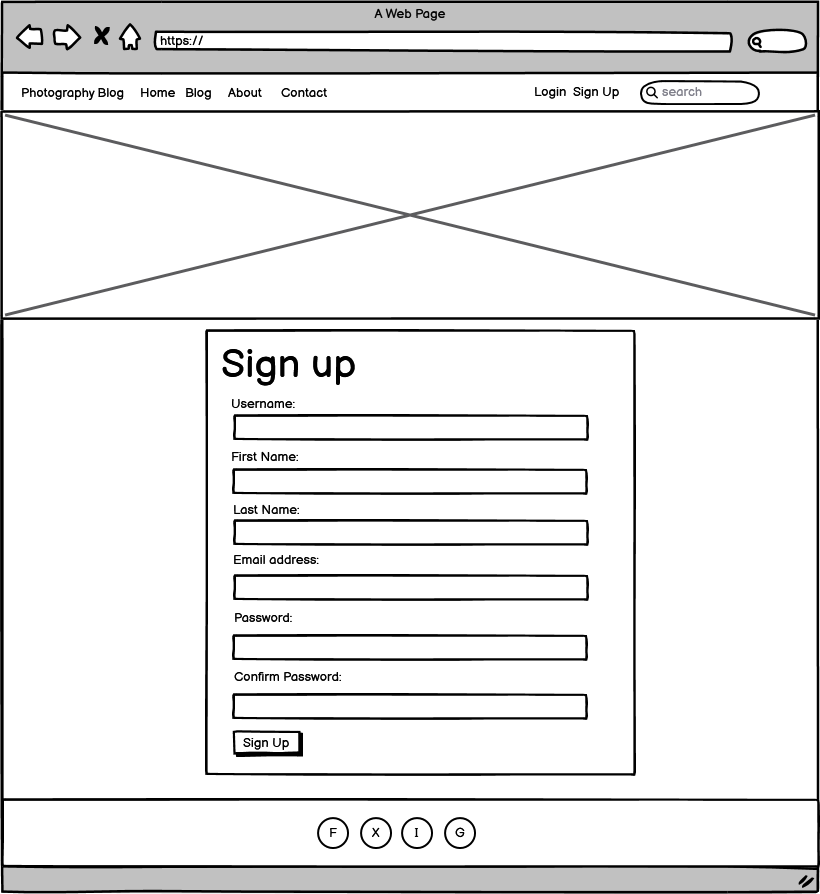 A Web Page
https://
Photography Blog Home Blog About Contact Login Sign Up search
Sign up
Username:
First Name:
Last Name:
Email address:
Password:
Confirm Password:
Sign Up
F X I G